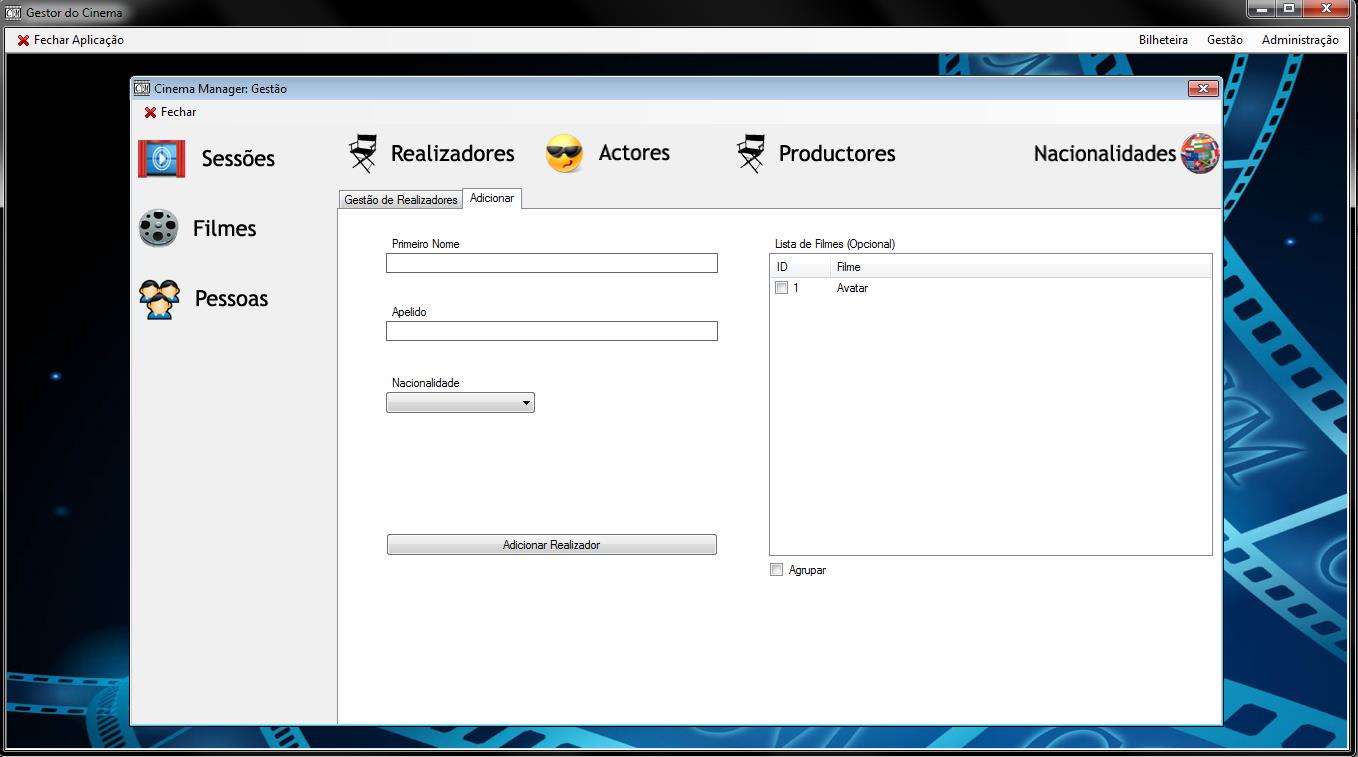 Gestor do Cinema
Fechar Aplicação
Bilheteira Gestão Administração
Cinema Manager: Gestão
Fechar
Sessões
Filmes
Pessoas
Realizadores Actores Productores Nacionalidades
Gestão de Realizadores Adicionar
Primeiro Nome
Apelido
Nacionalidade
Adicionar Realizador
Lista de Filmes (Opcional)
ID Filme
1 Avatar
Agrupar